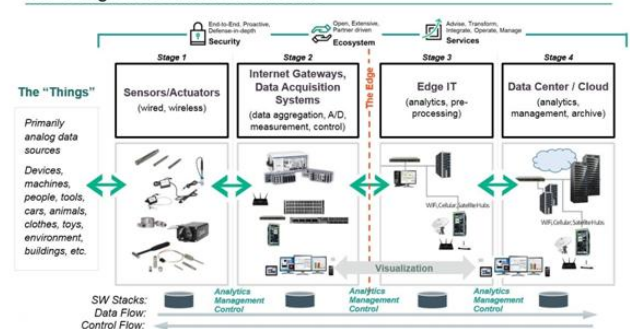 End-to-End, Proactive,
Defense-in-depth
Security
Open, Extensive,
Partner driven
Ecosystem
Advise, Transform,
Integrate, Operate, Manage
Services
The "Things"
Primarily
analog data
sources
Devices,
machines,
people, tools,
cars, animals,
clothes, toys,
environment,
buildings, etc.
Stage 1
Sensors/Actuators
(wired, wireless)
Stage 2
Internet Gateways,
Data Acquisition
Systems
(data aggregation, A/D,
measurement, control)
The Edge
Stage 3
Edge IT
(analytics, pre-
processing)
Stage 4
Data Center / Cloud
(analytics,
management, archive)
WiFi,Cellular,SatelliteHubs
WiFi,Cellular,SatelliteHubs
Visualization
SW Stacks:
Analytics
Management
Control
Analytics
Management
Control
Analytics
Management
Control
Data Flow:
Control Flow: